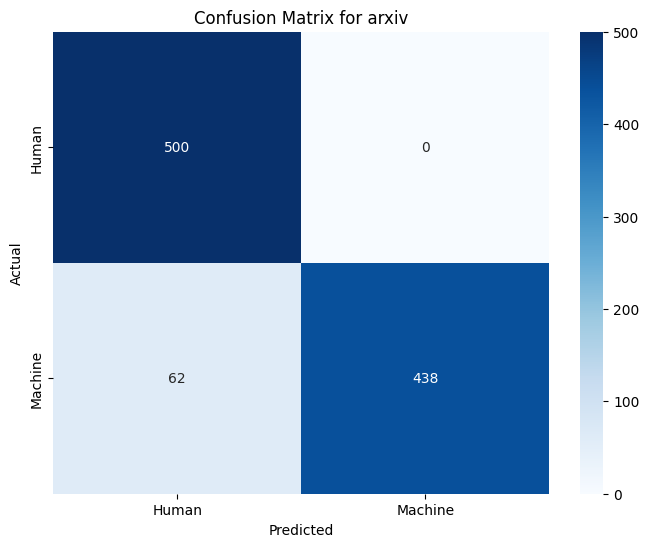 Confusion Matrix for arxiv
500
400
300
200
100
0
Actual
Human
Machine
500 0
62 438
Human Machine
Predicted